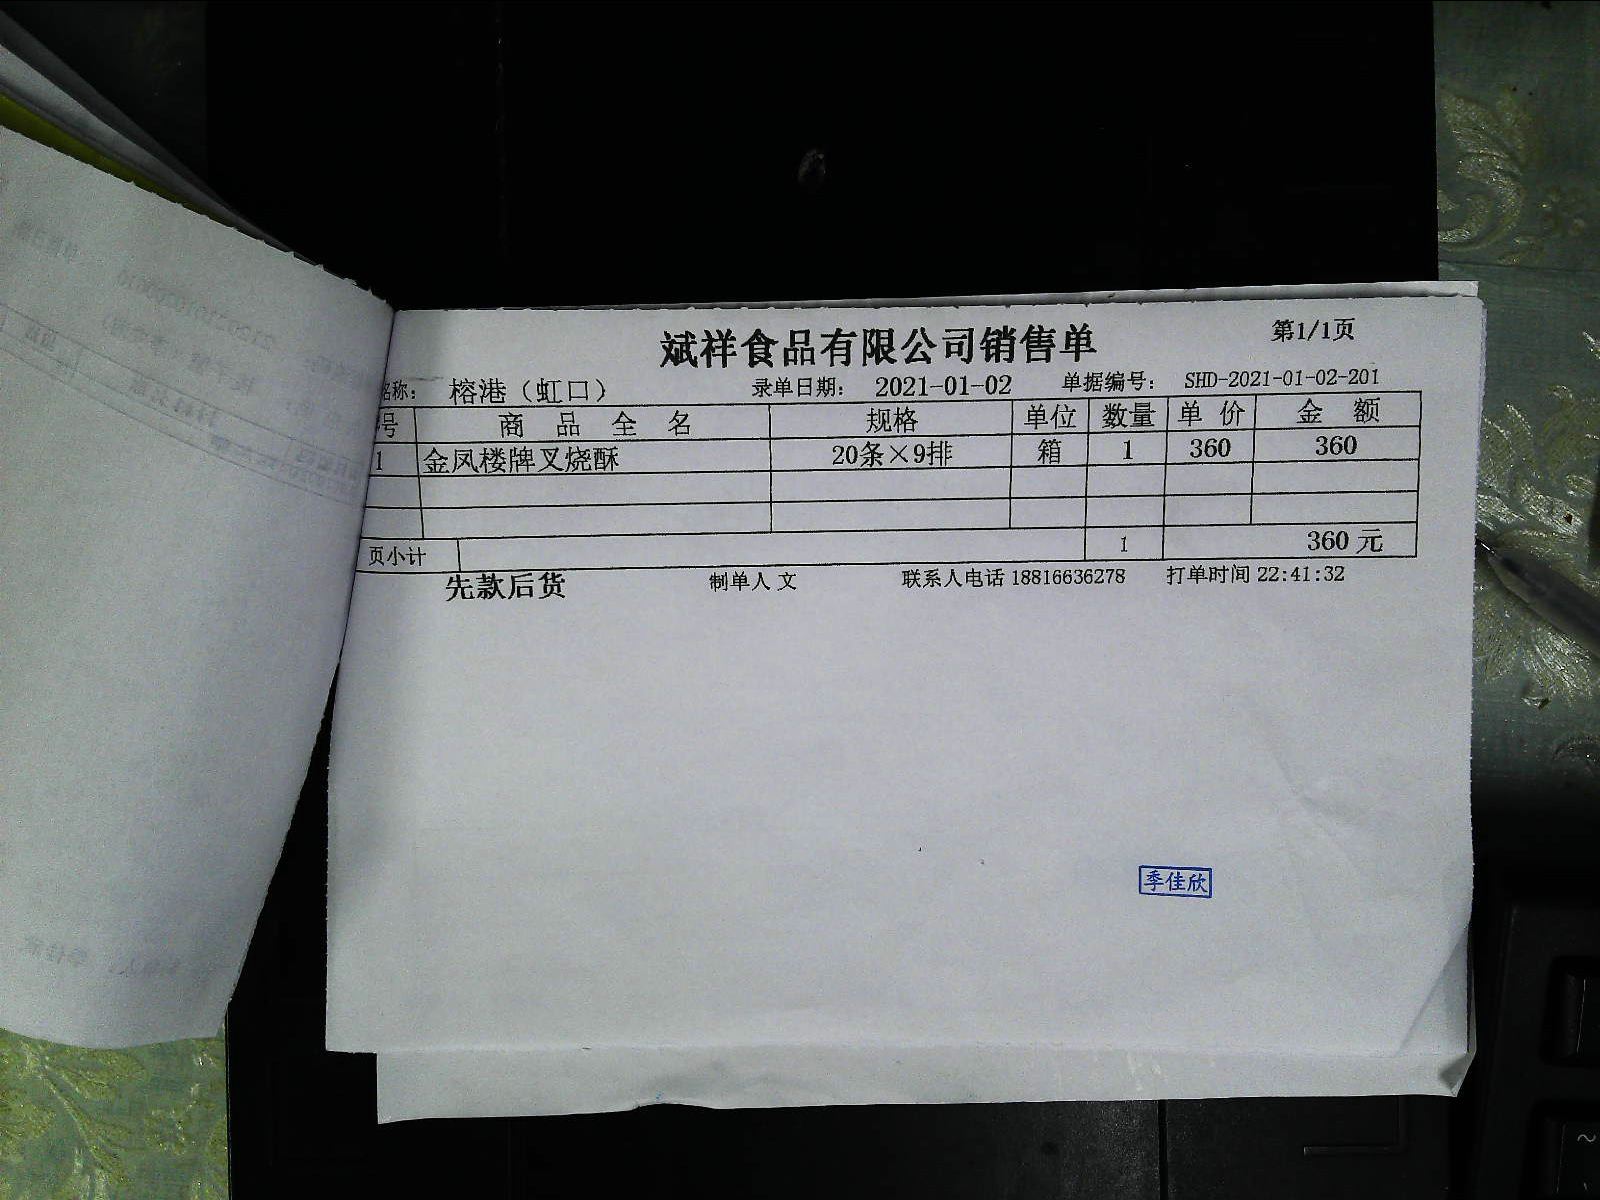 斌祥食品有限公司销售单 第1/1页
名称： 榕港（虹口） 录单日期： 2021-01-02 单据编号： SHD-2021-01-02-201
号 商品全名 规格 单位 数量 单价 金额
1 金凤楼牌叉烧酥 20条×9排 箱 1 360 360
页小计 1 360元
先款后货 制单人 文 联系人电话 18816636278 打单时间 22:41:32
季佳欣